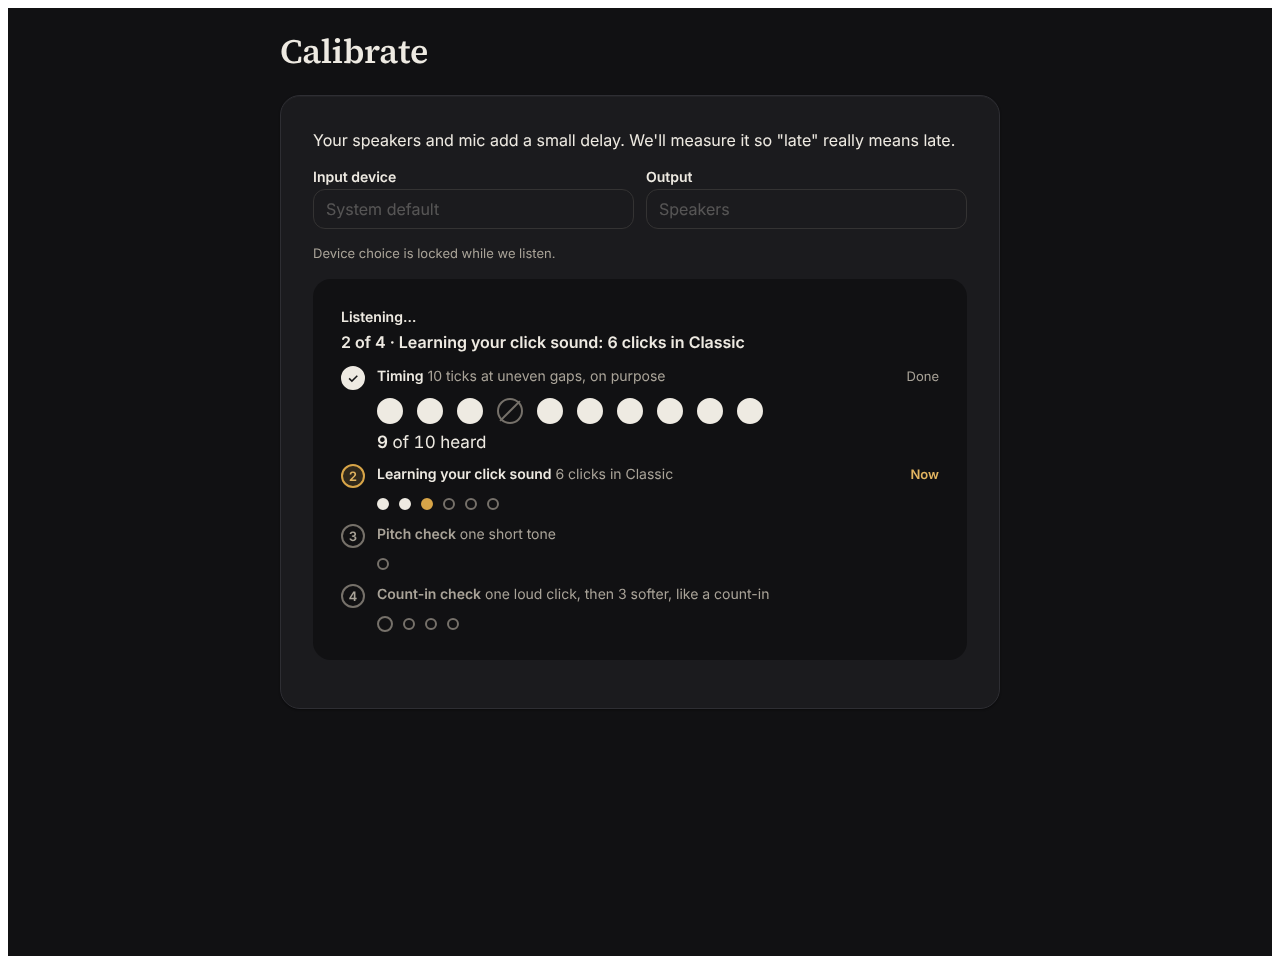 Calibrate
Your speakers and mic add a small delay. We'll measure it so "late" really means late.
Input device
Output
System default
Speakers
Device choice is locked while we listen.
Listening...
2 of 4 · Learning your click sound: 6 clicks in Classic
Timing 10 ticks at uneven gaps, on purpose
Done
9 of 10 heard
2
Learning your click sound 6 clicks in Classic
Now
3
Pitch check one short tone
4
Count-in check one loud click, then 3 softer, like a count-in